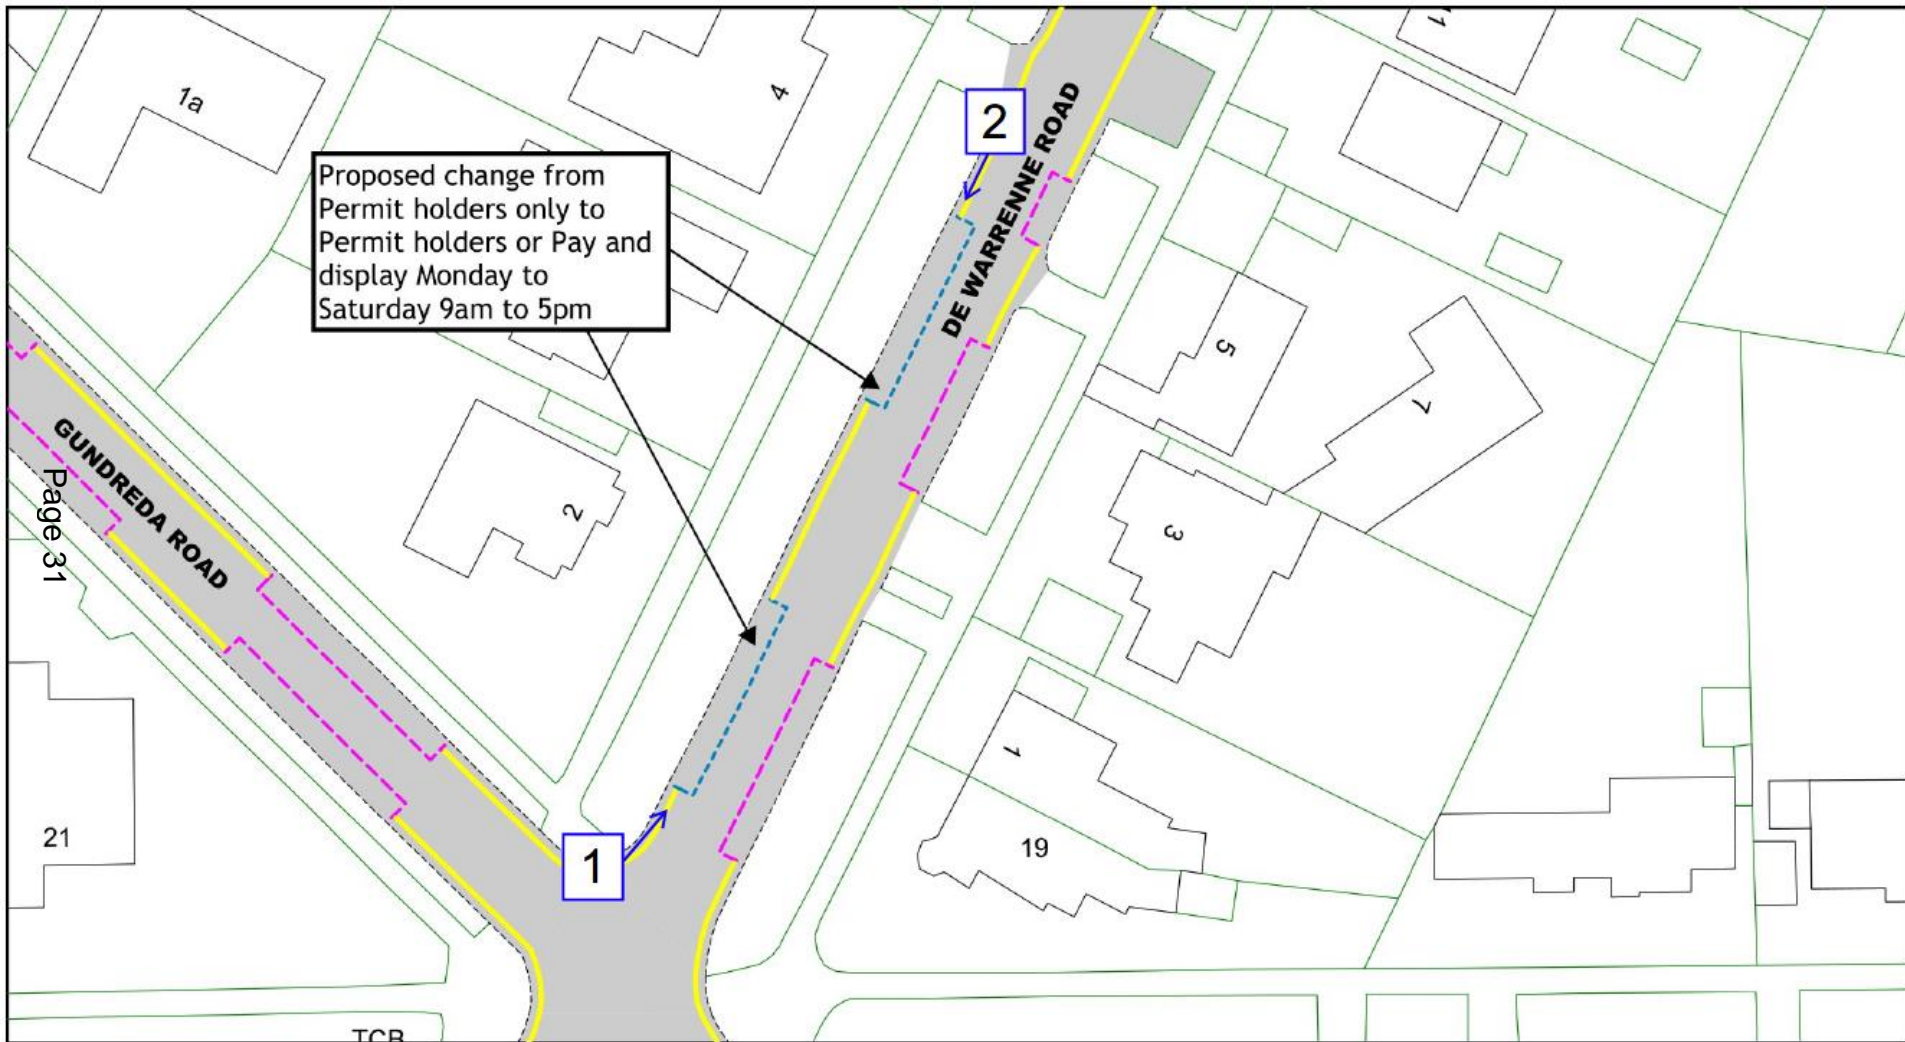 11
1a
4
2
DE WARRENNE ROAD
Proposed change from
Permit holders only to
Permit holders or Pay and
display Monday to
Saturday 9am to 5pm
5
7
GUNDREDA ROAD
Page 31
2
3
1
21
19
1
TCB